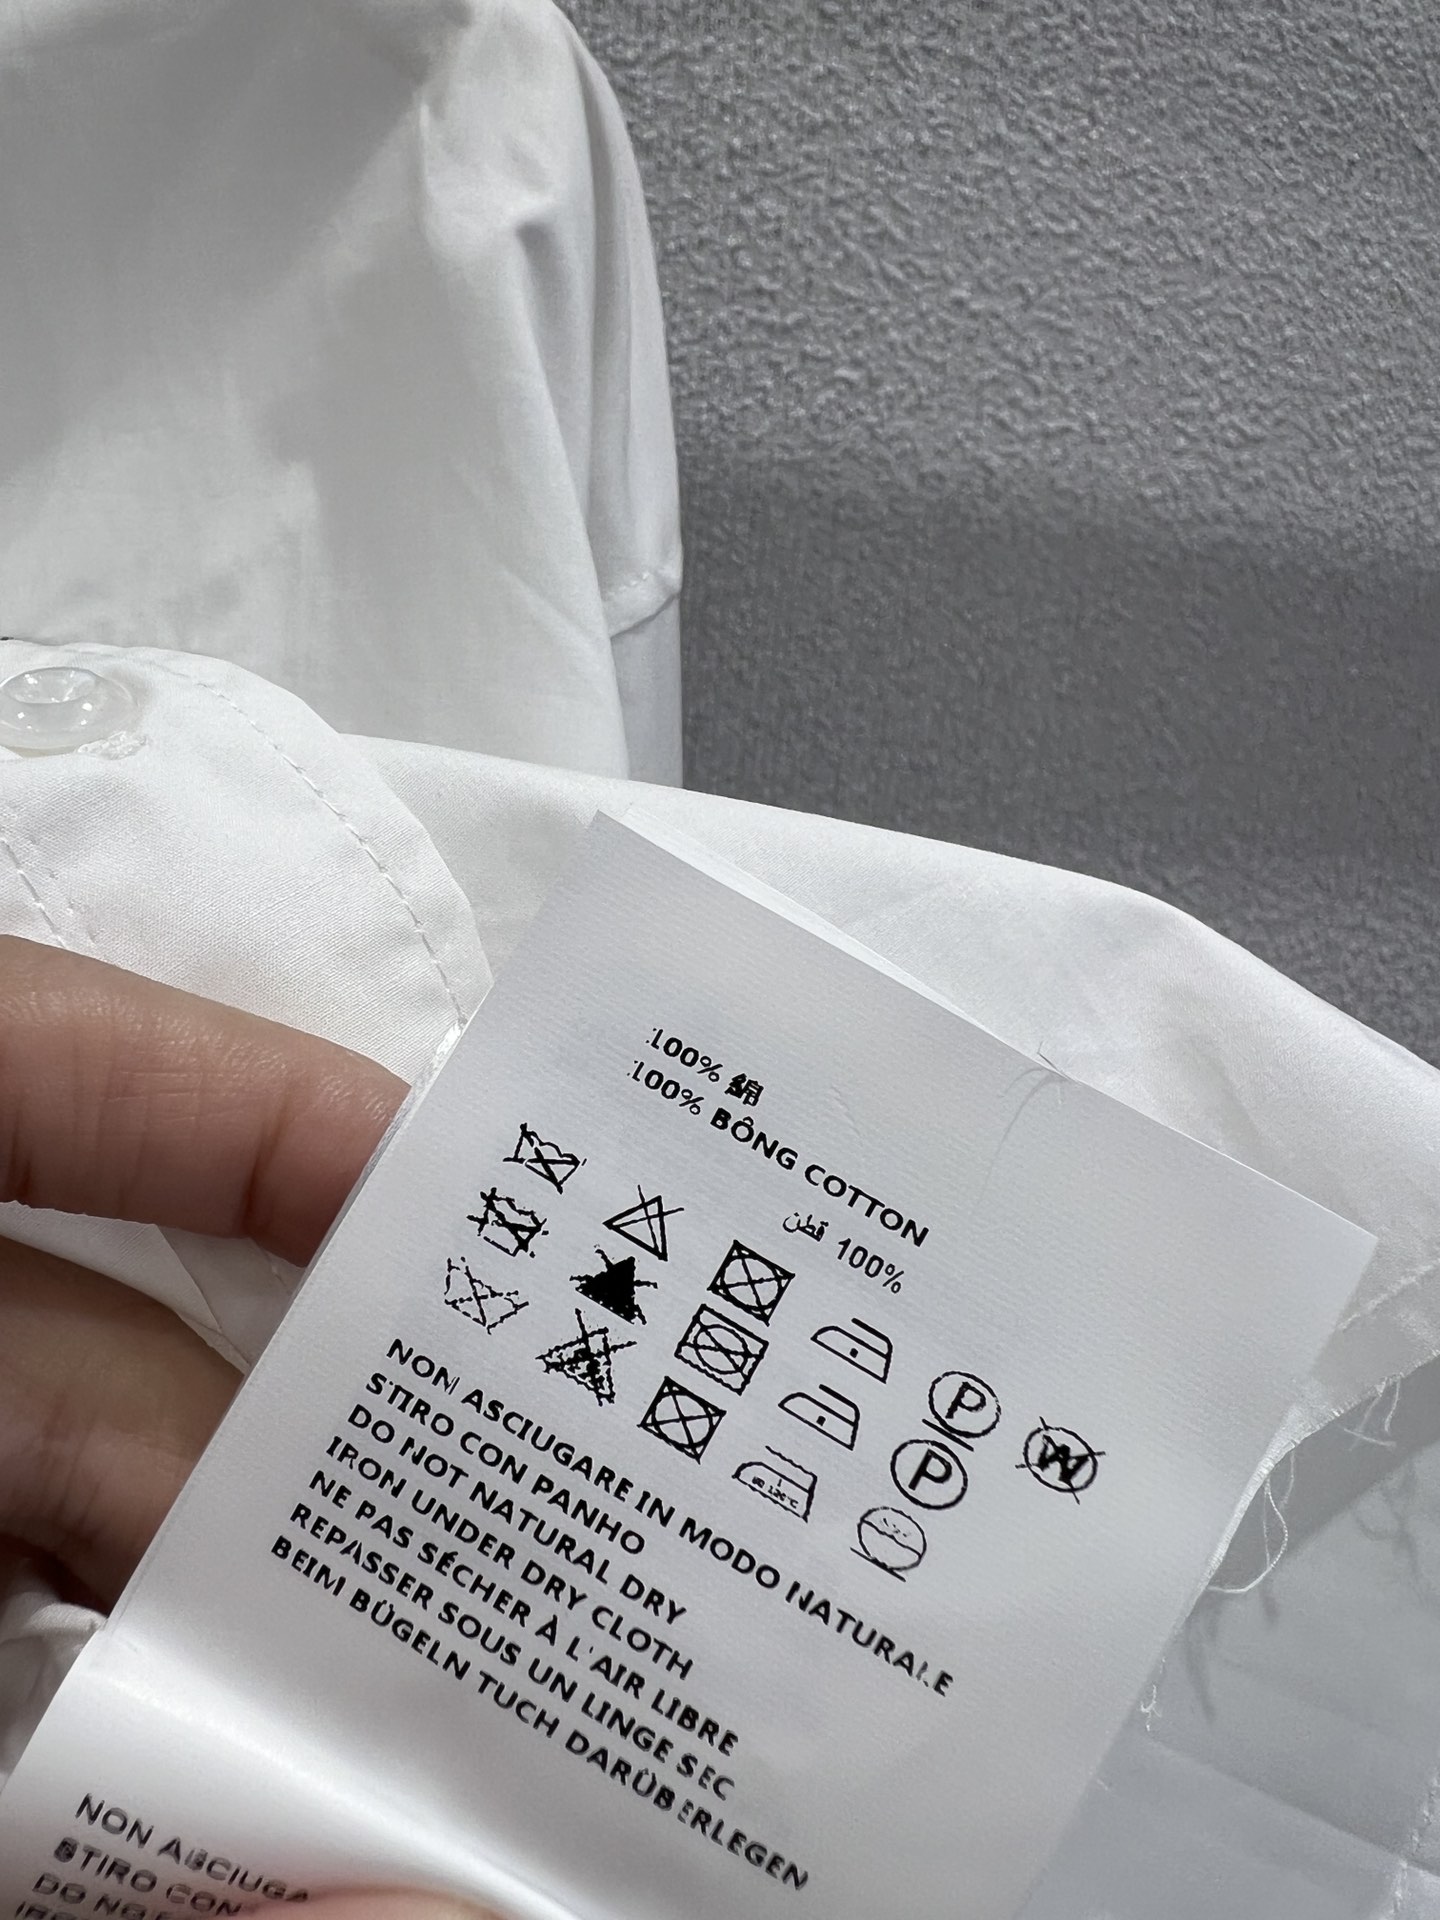 100% 綿
100% BÔNG COTTON
100% قطن
P
W
P
NON ASCIUGARE IN MODO NATURALE
STIRO CON PANHO
DO NOT NATURAL DRY
IRON UNDER DRY CLOTH
NE PAS SÉCHER À L'AIR LIBRE
REPASSER SOUS UN LINGE SEC
BEIM BÜGELN TUCH DARÜBERLEGEN
NON ASCIUGA
STIRO CON
DO NO